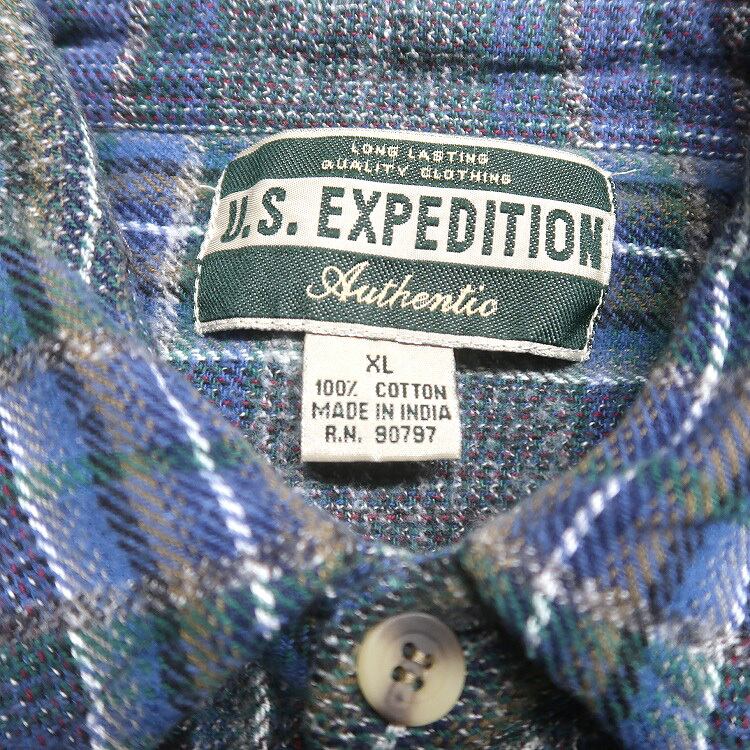 LONG LASTING
QUALITY CLOTHING
U.S. EXPEDITION
Authentic
XL
100% COTTON
MADE IN INDIA
R.N. 90797